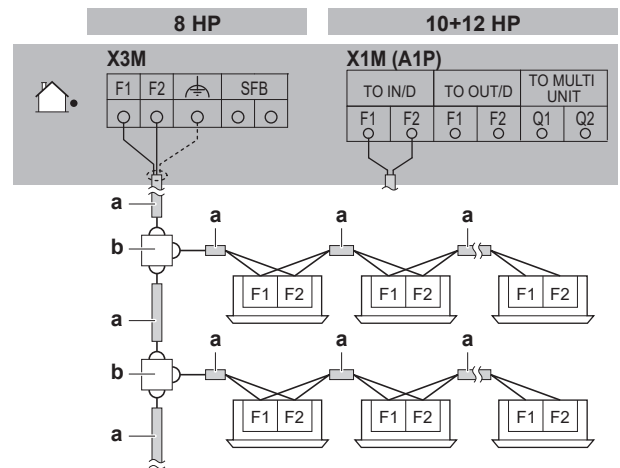 8 HP 10+12 HP
X3M X1M (A1P)
F1 F2 SFB
TO IN/D TO OUT/D TO MULTI UNIT
F1 F2 F1 F2 Q1 Q2
a
b a a a
F1 F2 F1 F2 F1 F2
a
b a a a
F1 F2 F1 F2 F1 F2
a